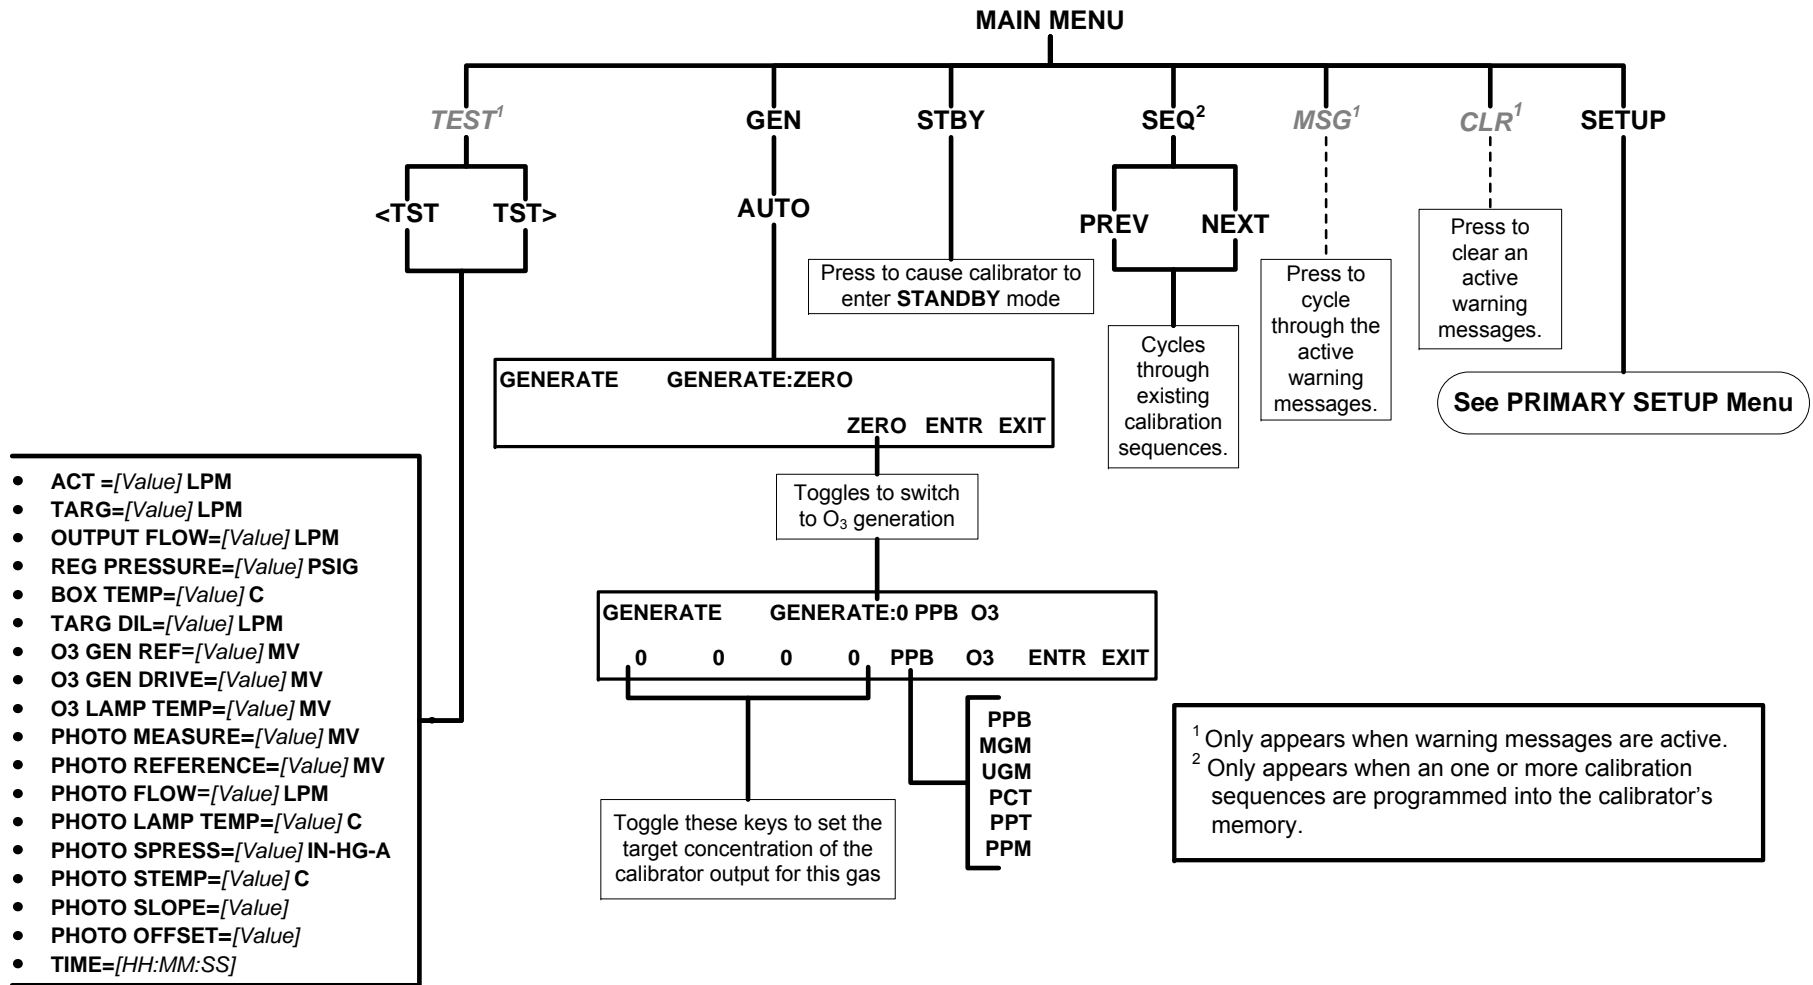 MAIN MENU
TEST¹
GEN
STBY
SEQ²
MSG¹
CLR¹
SETUP
<TST TST>
AUTO
PREV NEXT
Press to cause calibrator to
enter STANDBY mode
Cycles
through
existing
calibration
sequences.
Press to
cycle
through the
active
warning
messages.
Press to
clear an
active
warning
messages.
See PRIMARY SETUP Menu
GENERATE GENERATE:ZERO
ZERO ENTR EXIT
Toggles to switch
to O₃ generation
GENERATE GENERATE:0 PPB O3
0 0 0 0 PPB O3 ENTR EXIT
PPB
MGM
UGM
PCT
PPT
PPM
Toggle these keys to set the
target concentration of the
calibrator output for this gas
• ACT =[Value] LPM
• TARG=[Value] LPM
• OUTPUT FLOW=[Value] LPM
• REG PRESSURE=[Value] PSIG
• BOX TEMP=[Value] C
• TARG DIL=[Value] LPM
• O3 GEN REF=[Value] MV
• O3 GEN DRIVE=[Value] MV
• O3 LAMP TEMP=[Value] MV
• PHOTO MEASURE=[Value] MV
• PHOTO REFERENCE=[Value] MV
• PHOTO FLOW=[Value] LPM
• PHOTO LAMP TEMP=[Value] C
• PHOTO SPRESS=[Value] IN-HG-A
• PHOTO STEMP=[Value] C
• PHOTO SLOPE=[Value]
• PHOTO OFFSET=[Value]
• TIME=[HH:MM:SS]
¹ Only appears when warning messages are active.
² Only appears when an one or more calibration
sequences are programmed into the calibrator's
memory.